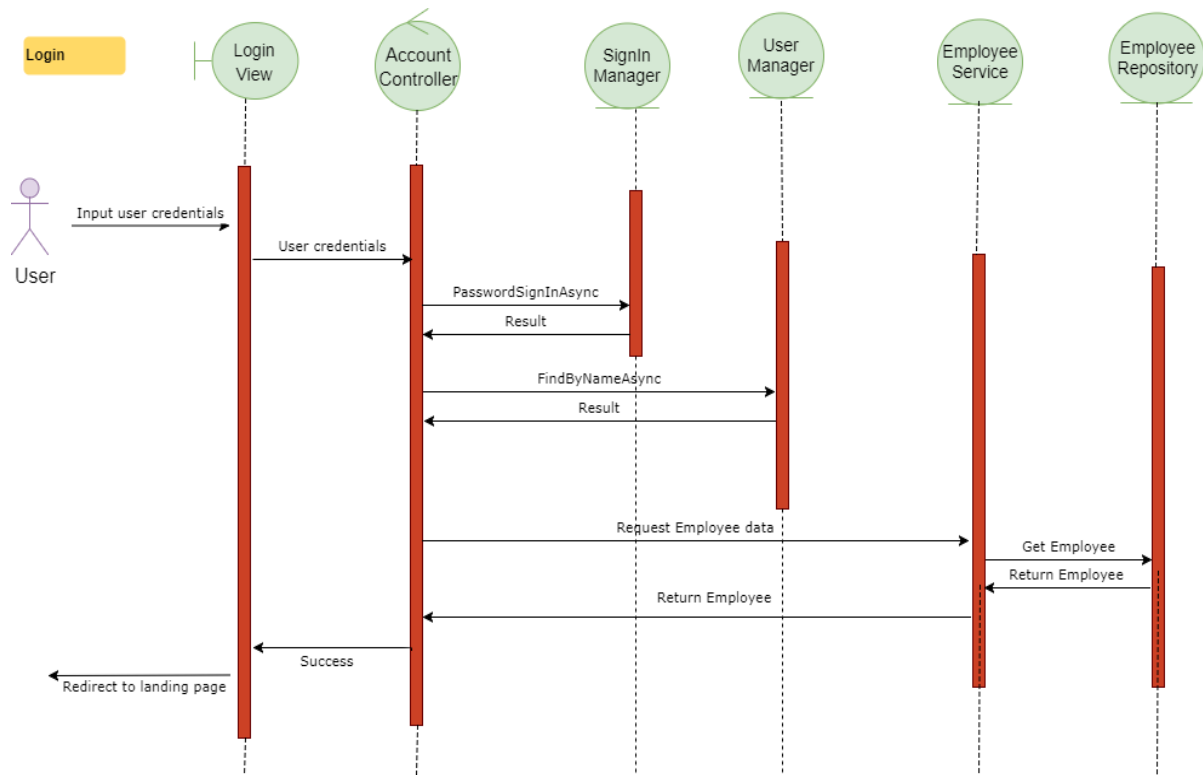 Login
Login
View
Account
Controller
SignIn
Manager
User
Manager
Employee
Service
Employee
Repository
User
Input user credentials
User credentials
PasswordSignInAsync
Result
FindByNameAsync
Result
Request Employee data
Get Employee
Return Employee
Return Employee
Success
Redirect to landing page